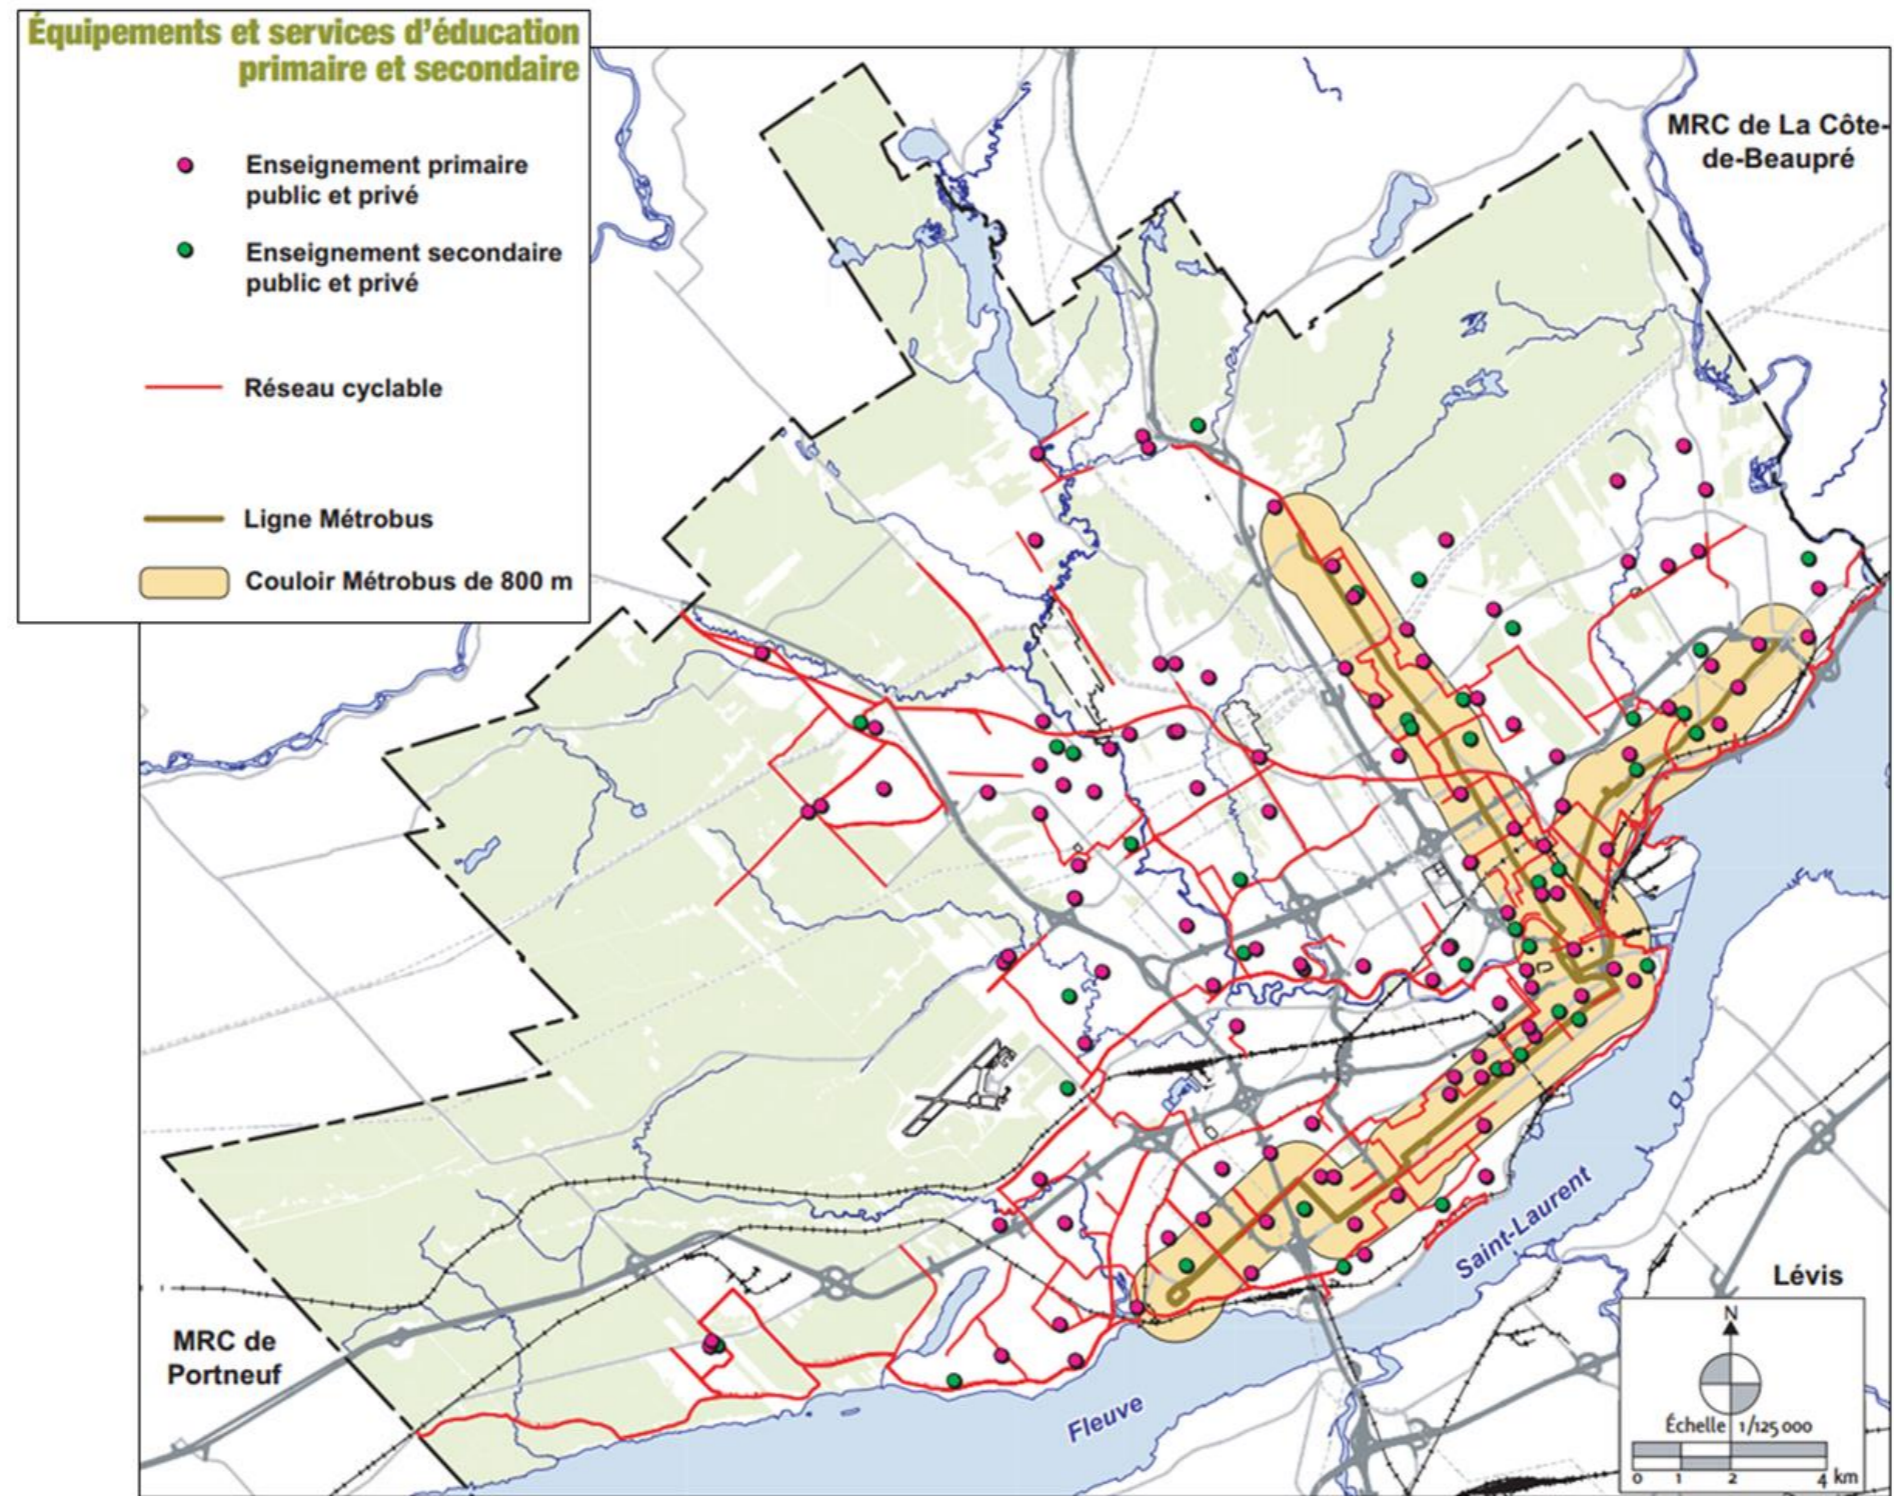 Équipements et services d'éducation
primaire et secondaire
Enseignement primaire
public et privé
Enseignement secondaire
public et privé
Réseau cyclable
Ligne Métrobus
Couloir Métrobus de 800 m
MRC de La Côte-
de-Beaupré
Saint-Laurent
Fleuve
Lévis
MRC de
Portneuf
N
Échelle 1/125 000
0 1 2 4 km